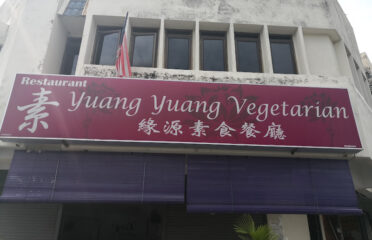 Restaurant
素 Yuang Yuang Vegetarian
緣源素食餐廳